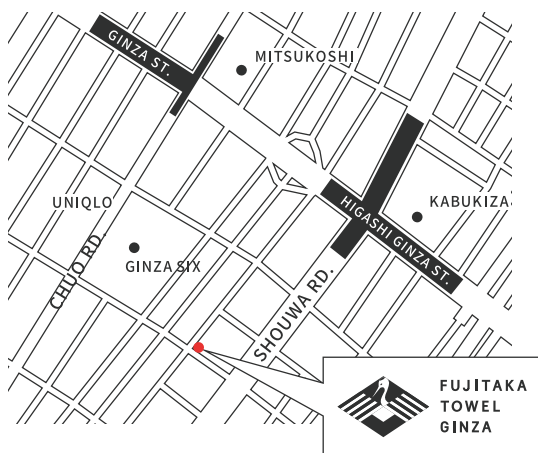 GINZA ST.
MITSUKOSHI
UNIQLO
KABUKIZA
HIGASHI GINZA ST.
GINZA SIX
CHUO RD.
SHOUWA RD.
FUJITAKA
TOWEL
GINZA